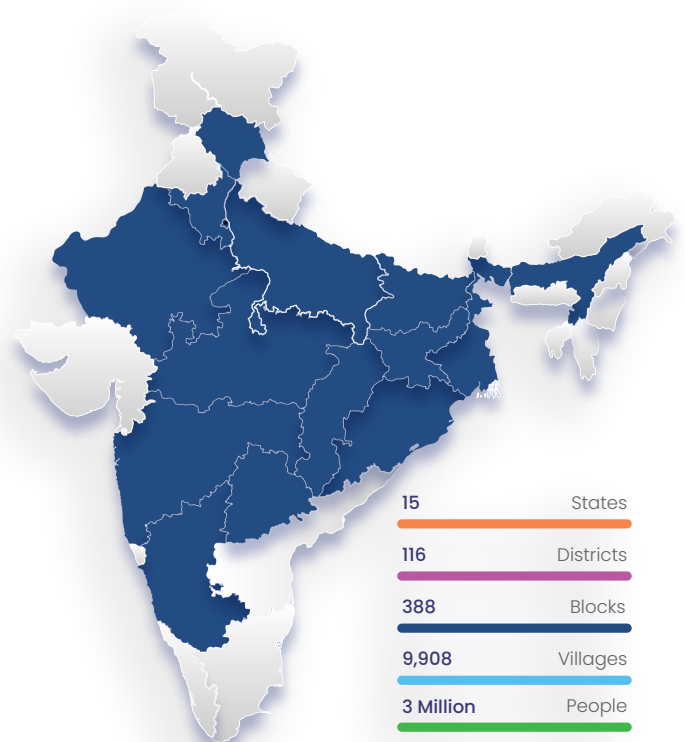 15 States
116 Districts
388 Blocks
9,908 Villages
3 Million People